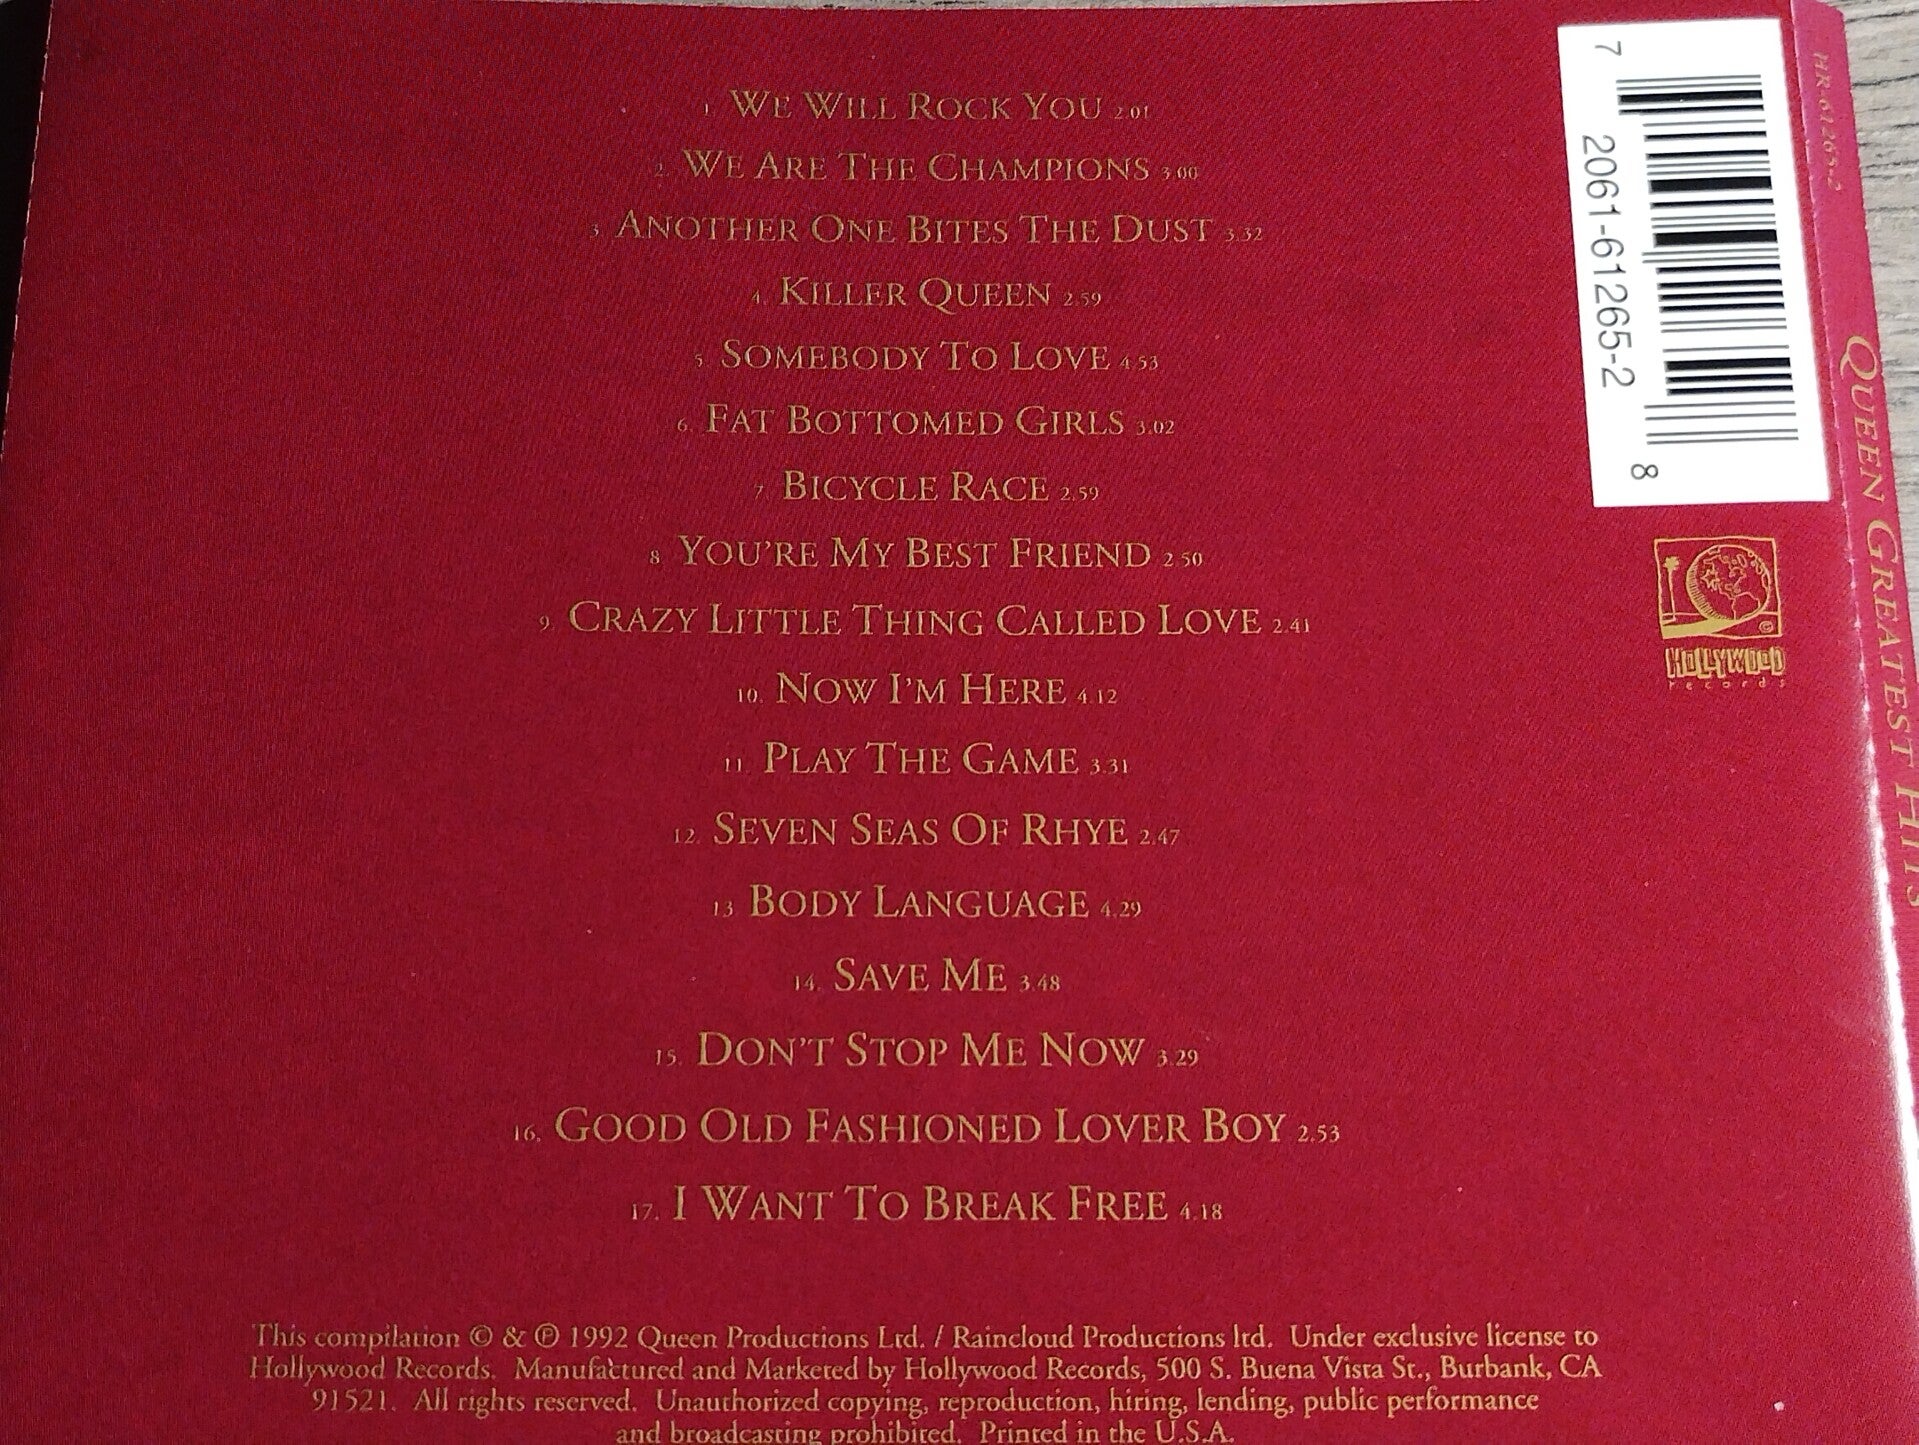 1. WE WILL ROCK YOU 2.01
2. WE ARE THE CHAMPIONS 3.00
3 ANOTHER ONE BITES THE DUST 3.32
4. KILLER QUEEN 2.59
5. SOMEBODY TO LOVE 4.53
6. FAT BOTTOMED GIRLS 3.02
7 BICYCLE RACE 2.59
8 YOU'RE MY BEST FRIEND 2.50
9. CRAZY LITTLE THING CALLED LOVE 2.41
10. NOW I'M HERE 4.12
11. PLAY THE GAME 3.31
12. SEVEN SEAS OF RHYE 2.47
13 BODY LANGUAGE 4.29
14. SAVE ME 3.48
15. DON'T STOP ME NOW 3.29
16. GOOD OLD FASHIONED LOVER BOY 2.53
17. I WANT TO BREAK FREE 4.18
This compilation © & ℗ 1992 Queen Productions Ltd. / Raincloud Productions ltd. Under exclusive license to
Hollywood Records. Manufactured and Marketed by Hollywood Records, 500 S. Buena Vista St., Burbank, CA
91521. All rights reserved. Unauthorized copying, reproduction, hiring, lending, public performance
and broadcasting prohibited. Printed in the U.S.A.
7 2061-61265-2 8
HOLLYWOOD
records
HR-61265-2
QUEEN GREATEST HITS